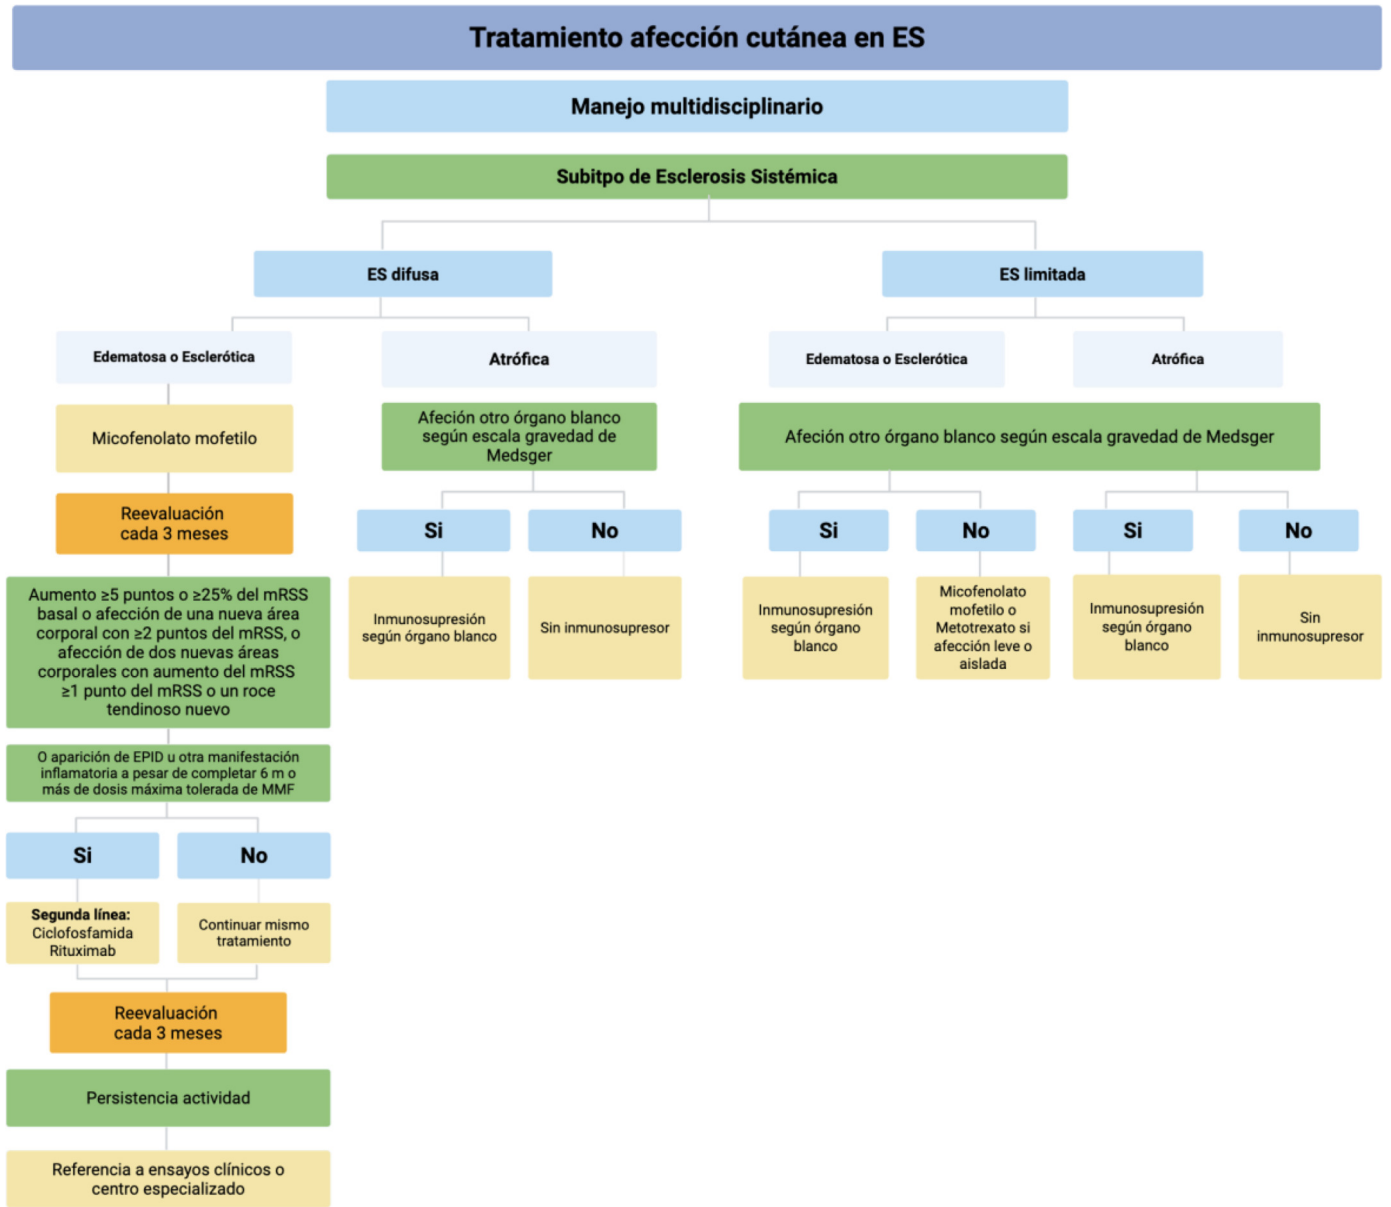 Tratamiento afección cutánea en ES
Manejo multidisciplinario
Subitpo de Esclerosis Sistémica
ES difusa
ES limitada
Edematosa o Esclerótica
Atrófica
Edematosa o Esclerótica
Atrófica
Micofenolato mofetilo
Afeción otro órgano blanco
según escala gravedad de
Medsger
Afeción otro órgano blanco según escala gravedad de Medsger
Reevaluación
cada 3 meses
Si
No
Si
No
Si
No
Aumento ≥5 puntos o ≥25% del mRSS
basal o afección de una nueva área
corporal con ≥2 puntos del mRSS, o
afección de dos nuevas áreas
corporales con aumento del mRSS
≥1 punto del mRSS o un roce
tendinoso nuevo
Inmunosupresión
según órgano blanco
Sin inmunosupresor
Inmunosupresión
según órgano
blanco
Micofenolato
mofetilo o
Metotrexato si
afección leve o
aislada
Inmunosupresión
según órgano
blanco
Sin
inmunosupresor
O aparición de EPID u otra manifestación
inflamatoria a pesar de completar 6 m o
más de dosis máxima tolerada de MMF
Si
No
Segunda línea:
Ciclofosfamida
Rituximab
Continuar mismo
tratamiento
Reevaluación
cada 3 meses
Persistencia actividad
Referencia a ensayos clínicos o
centro especializado